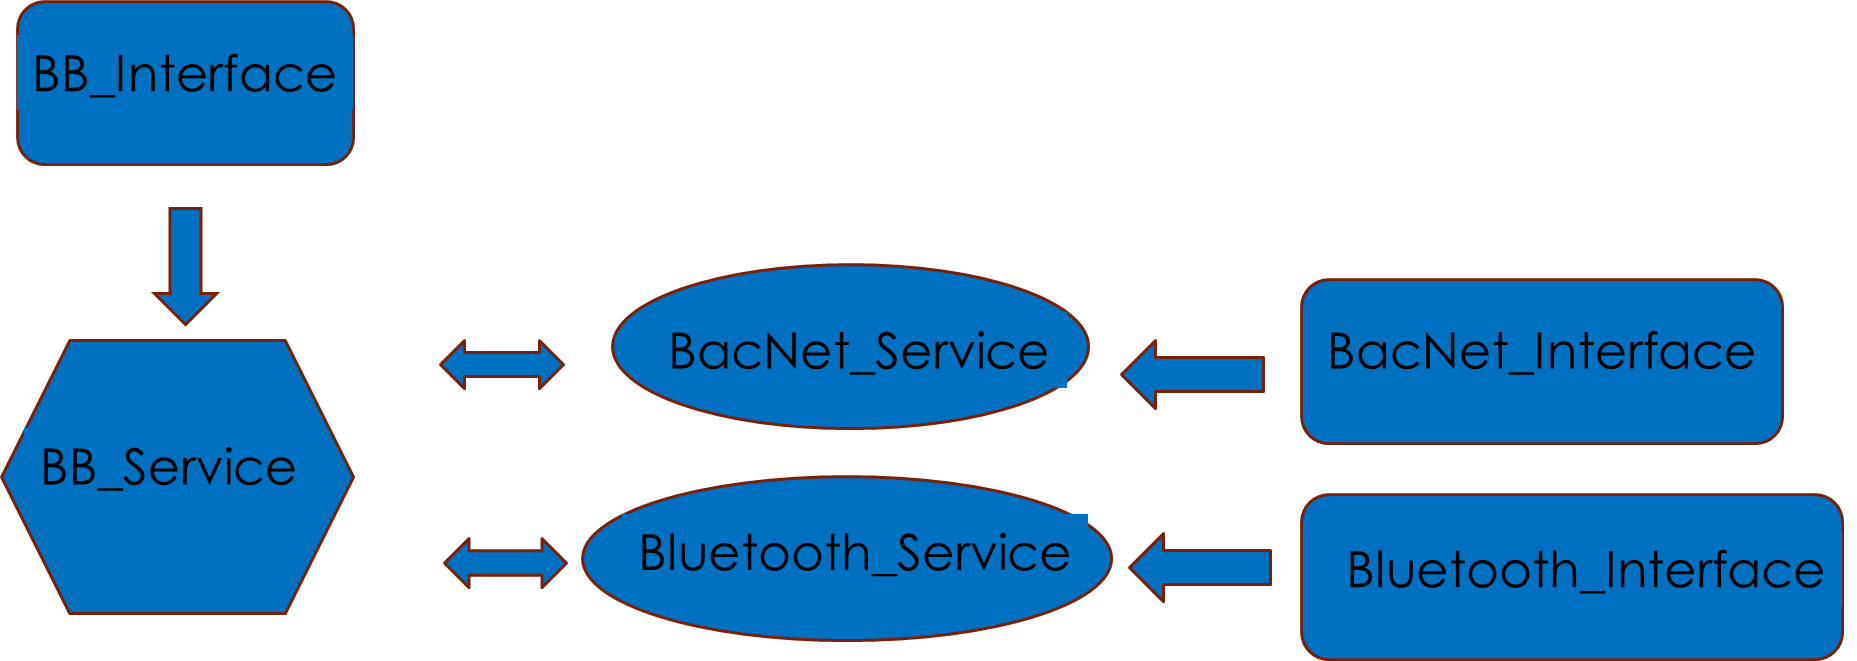 BB_Interface
BacNet_Service
BacNet_Interface
BB_Service
Bluetooth_Service
Bluetooth_Interface